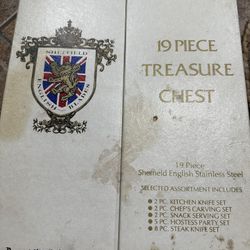 SHEFFIELD
ENGLISH BLADES
19 PIECE
TREASURE
CHEST
19 Piece
Sheffield English Stainless Steel
SELECTED ASSORTMENT INCLUDES
● 2 PC. KITCHEN KNIFE SET
● 2 PC. CHEF'S CARVING SET
● 2 PC. SNACK SERVING SET
● 5 PC. HOSTESS PARTY SET
● 8 PC. STEAK KNIFE SET